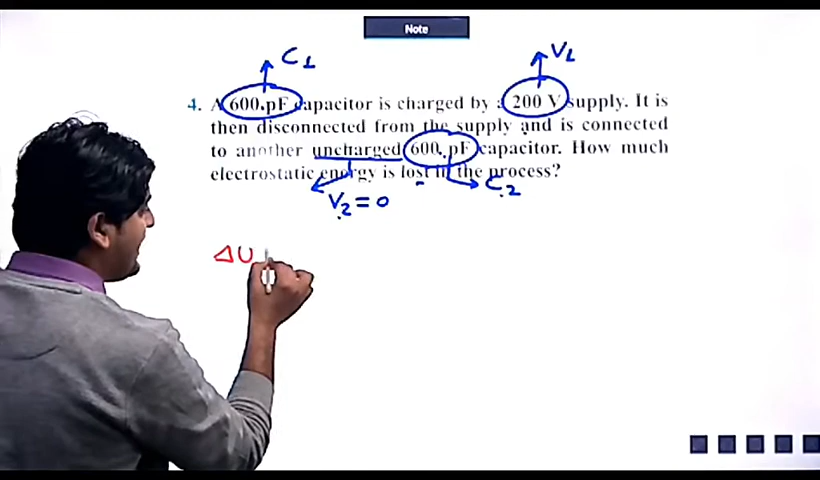 Note
C1
V1
4. A 600 pF capacitor is charged by a 200 V supply. It is
then disconnected from the supply and is connected
to another uncharged 600 pF capacitor. How much
electrostatic energy is lost in the process?
V2 = 0
C2
ΔU